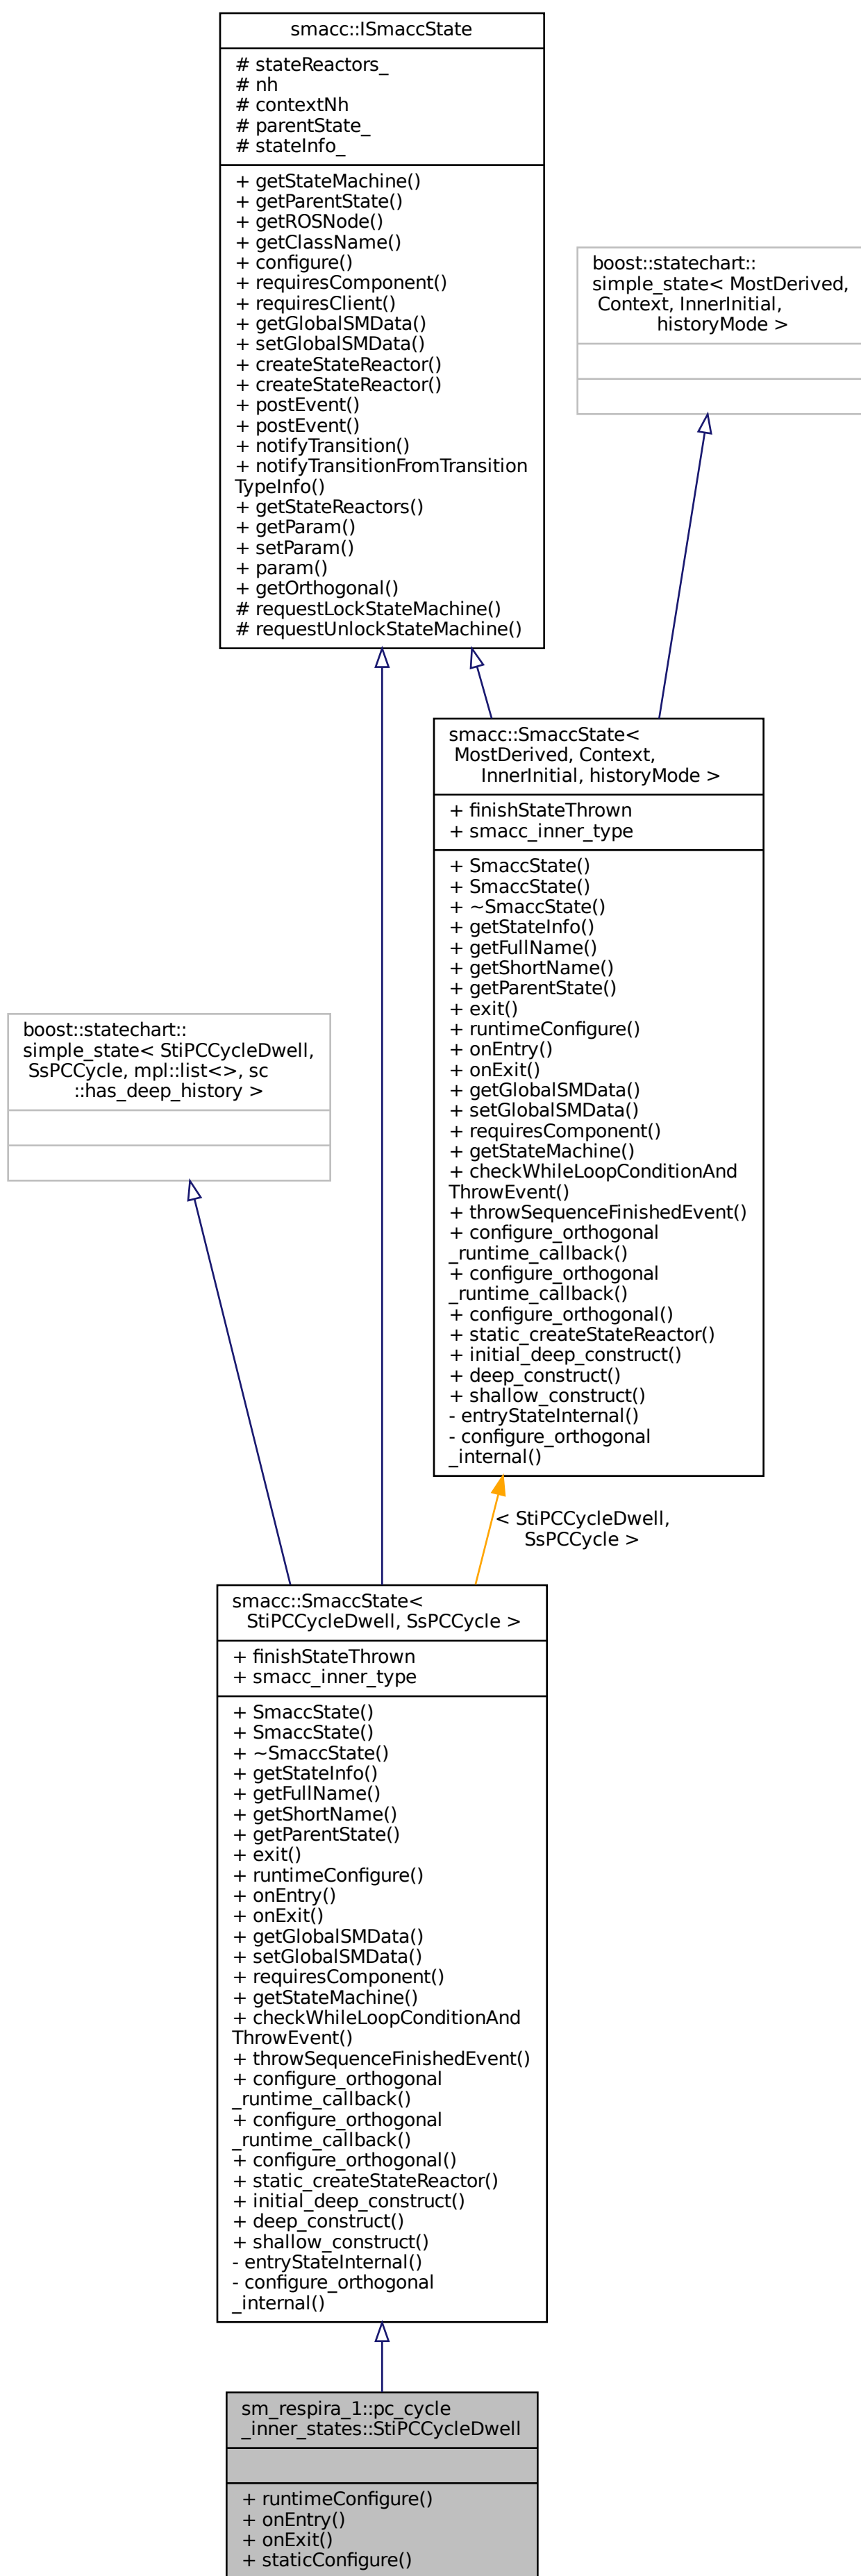 smacc::ISmaccState
# stateReactors_
# nh
# contextNh
# parentState_
# stateInfo_
+ getStateMachine()
+ getParentState()
+ getROSNode()
+ getClassName()
+ configure()
+ requiresComponent()
+ requiresClient()
+ getGlobalSMData()
+ setGlobalSMData()
+ createStateReactor()
+ createStateReactor()
+ postEvent()
+ postEvent()
+ notifyTransition()
+ notifyTransitionFromTransition
TypeInfo()
+ getStateReactors()
+ getParam()
+ setParam()
+ param()
+ getOrthogonal()
# requestLockStateMachine()
# requestUnlockStateMachine()
boost::statechart::
simple_state< MostDerived,
Context, InnerInitial,
historyMode >
smacc::SmaccState<
MostDerived, Context,
InnerInitial, historyMode >
+ finishStateThrown
+ smacc_inner_type
+ SmaccState()
+ SmaccState()
+ ~SmaccState()
+ getStateInfo()
+ getFullName()
+ getShortName()
+ getParentState()
+ exit()
+ runtimeConfigure()
+ onEntry()
+ onExit()
+ getGlobalSMData()
+ setGlobalSMData()
+ requiresComponent()
+ getStateMachine()
+ checkWhileLoopConditionAnd
ThrowEvent()
+ throwSequenceFinishedEvent()
+ configure_orthogonal
_runtime_callback()
+ configure_orthogonal
_runtime_callback()
+ configure_orthogonal()
+ static_createStateReactor()
+ initial_deep_construct()
+ deep_construct()
+ shallow_construct()
- entryStateInternal()
- configure_orthogonal
_internal()
boost::statechart::
simple_state< StiPCCycleDwell,
SsPCCycle, mpl::list<>, sc
::has_deep_history >
< StiPCCycleDwell,
SsPCCycle >
smacc::SmaccState<
StiPCCycleDwell, SsPCCycle >
+ finishStateThrown
+ smacc_inner_type
+ SmaccState()
+ SmaccState()
+ ~SmaccState()
+ getStateInfo()
+ getFullName()
+ getShortName()
+ getParentState()
+ exit()
+ runtimeConfigure()
+ onEntry()
+ onExit()
+ getGlobalSMData()
+ setGlobalSMData()
+ requiresComponent()
+ getStateMachine()
+ checkWhileLoopConditionAnd
ThrowEvent()
+ throwSequenceFinishedEvent()
+ configure_orthogonal
_runtime_callback()
+ configure_orthogonal
_runtime_callback()
+ configure_orthogonal()
+ static_createStateReactor()
+ initial_deep_construct()
+ deep_construct()
+ shallow_construct()
- entryStateInternal()
- configure_orthogonal
_internal()
sm_respira_1::pc_cycle
_inner_states::StiPCCycleDwell
+ runtimeConfigure()
+ onEntry()
+ onExit()
+ staticConfigure()